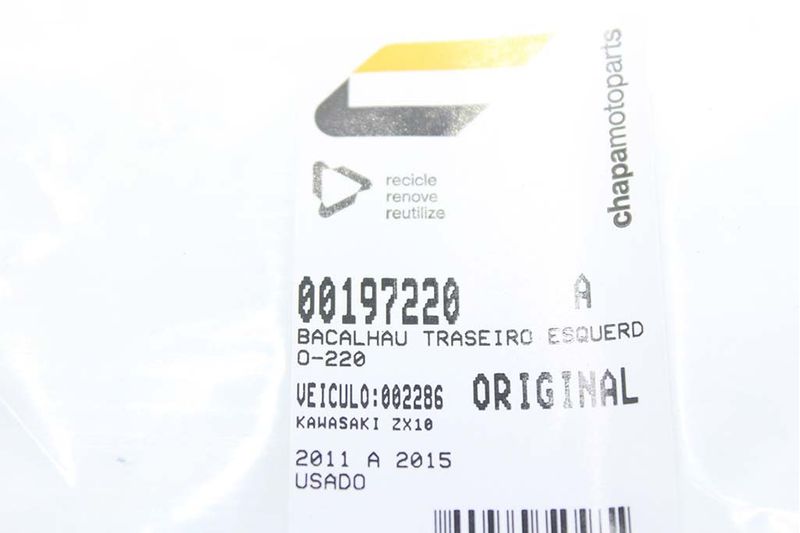 chapamotoparts
recicle
renove
reutilize
00197220 A
BACALHAU TRASEIRO ESQUERD
O-220
VEICULO:002286 ORIGINAL
KAWASAKI ZX10
2011 A 2015
USADO